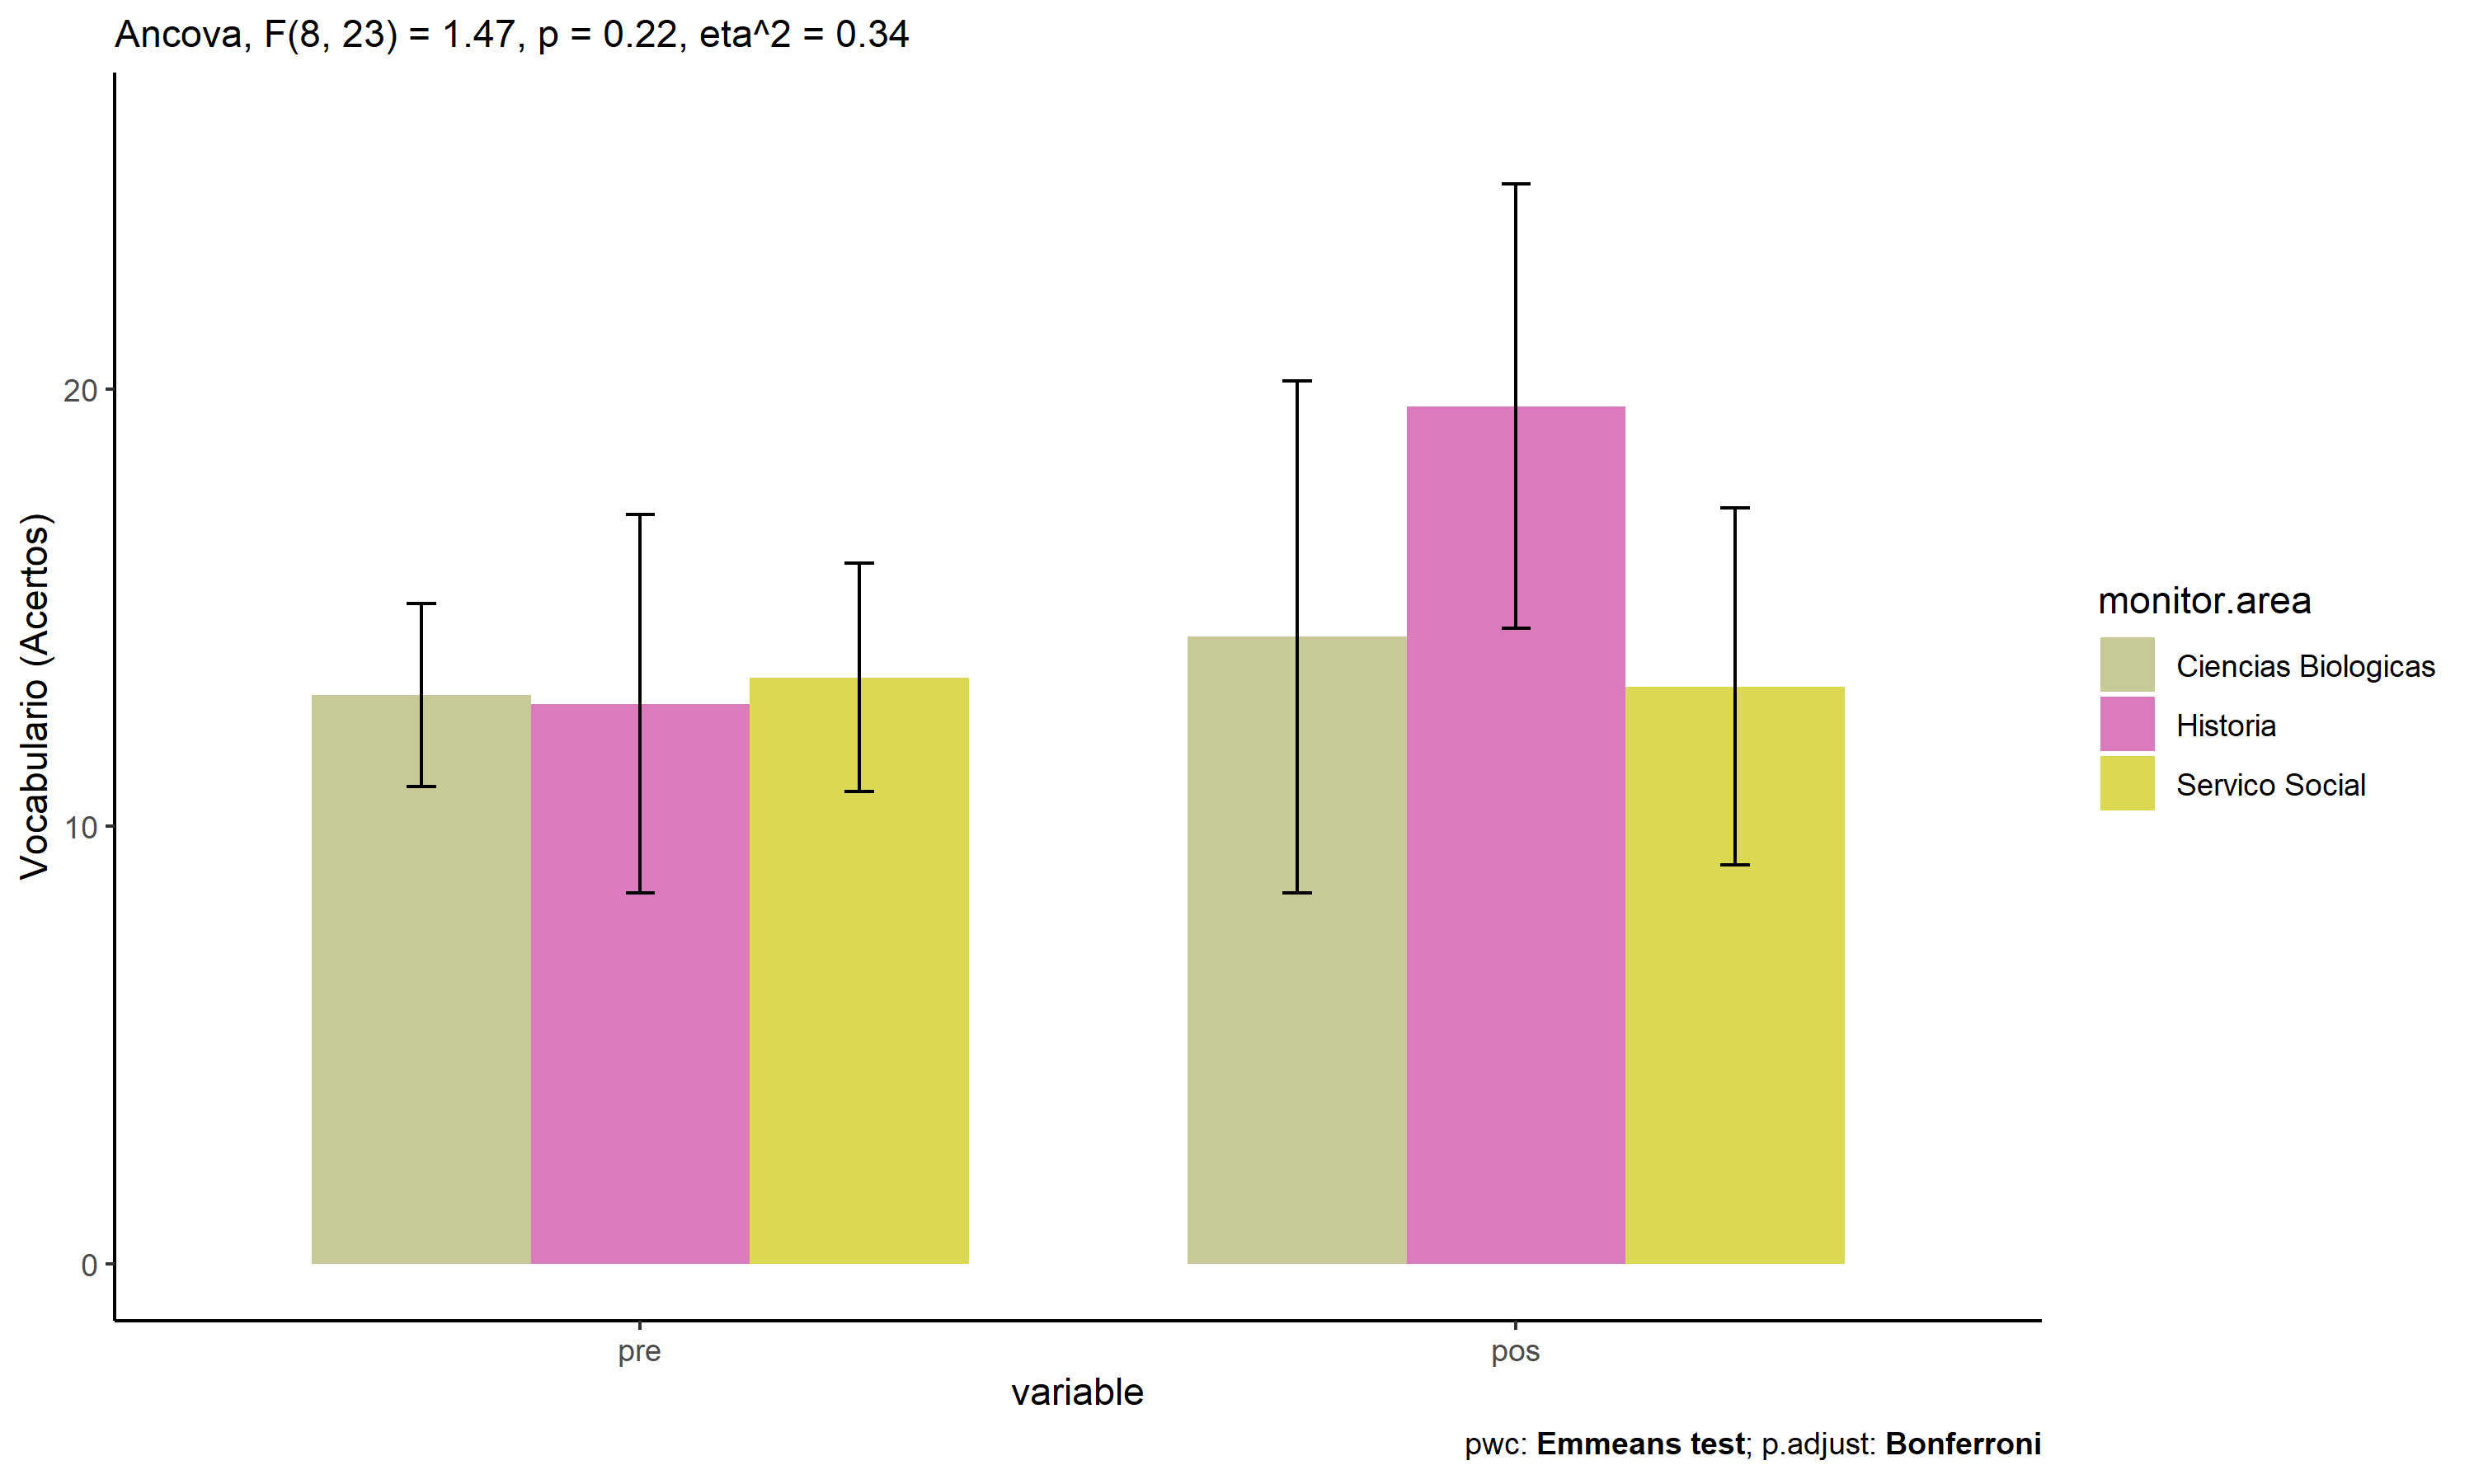 Ancova, F(8, 23) = 1.47, p = 0.22, eta^2 = 0.34
Vocabulario (Acertos)
20
10
0
pre
pos
variable
monitor.area
Ciencias Biologicas
Historia
Servico Social
pwc: Emmeans test; p.adjust: Bonferroni